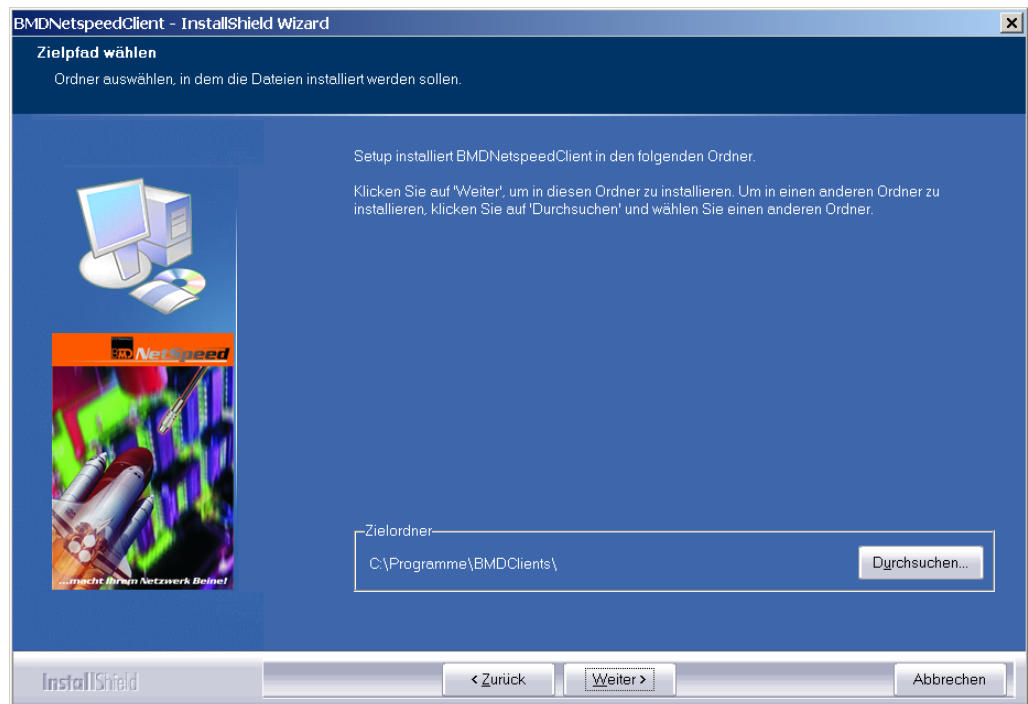 BMDNetspeedClient - InstallShield Wizard
Zielpfad wählen
Ordner auswählen, in dem die Dateien installiert werden sollen.
Setup installiert BMDNetspeedClient in den folgenden Ordner.
Klicken Sie auf 'Weiter', um in diesen Ordner zu installieren. Um in einen anderen Ordner zu
installieren, klicken Sie auf 'Durchsuchen' und wählen Sie einen anderen Ordner.
BMD NetSpeed
...macht Ihrem Netzwerk Beine!
Zielordner
C:\Programme\BMDClients\
Durchsuchen...
InstallShield
< Zurück
Weiter >
Abbrechen